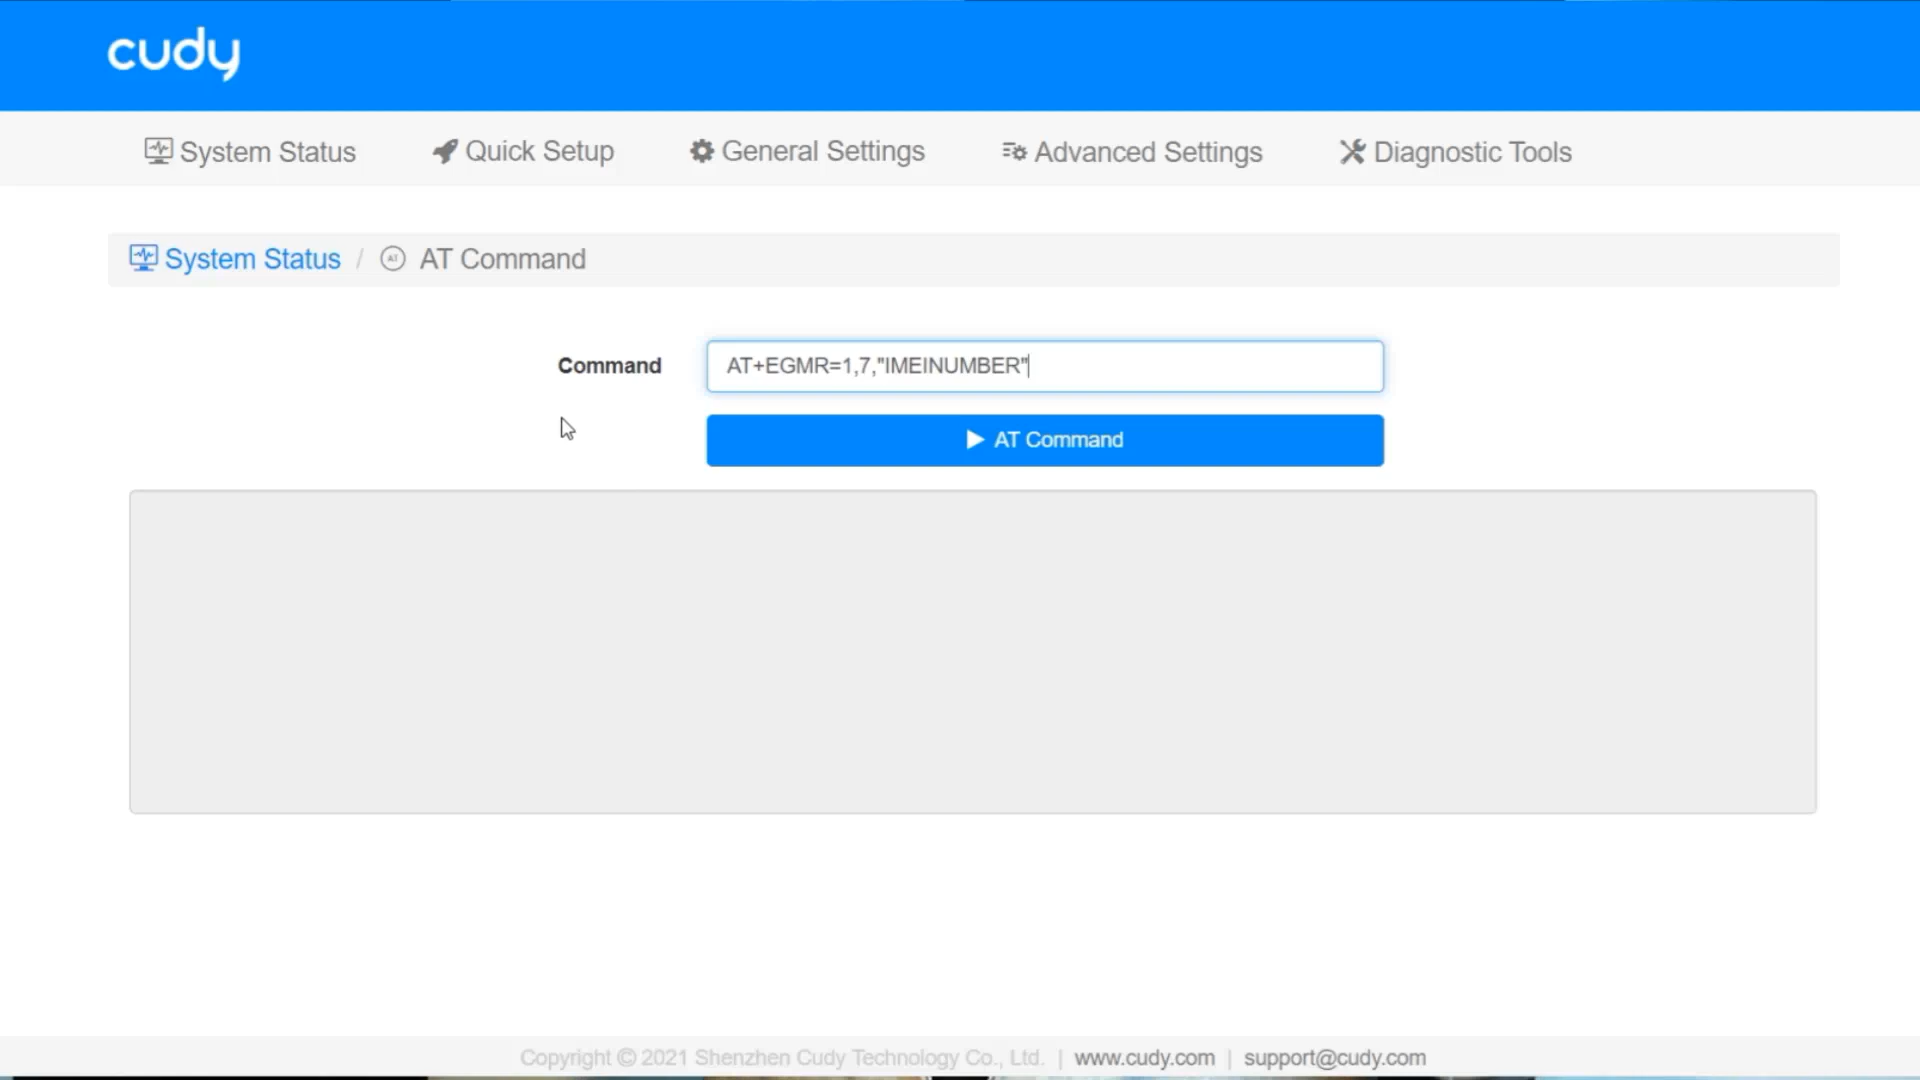 cudy
System Status Quick Setup General Settings Advanced Settings Diagnostic Tools
System Status / AT AT Command
Command AT+EGMR=1,7,"IMEINUMBER"
AT Command
Copyright © 2021 Shenzhen Cudy Technology Co., Ltd. | www.cudy.com | support@cudy.com